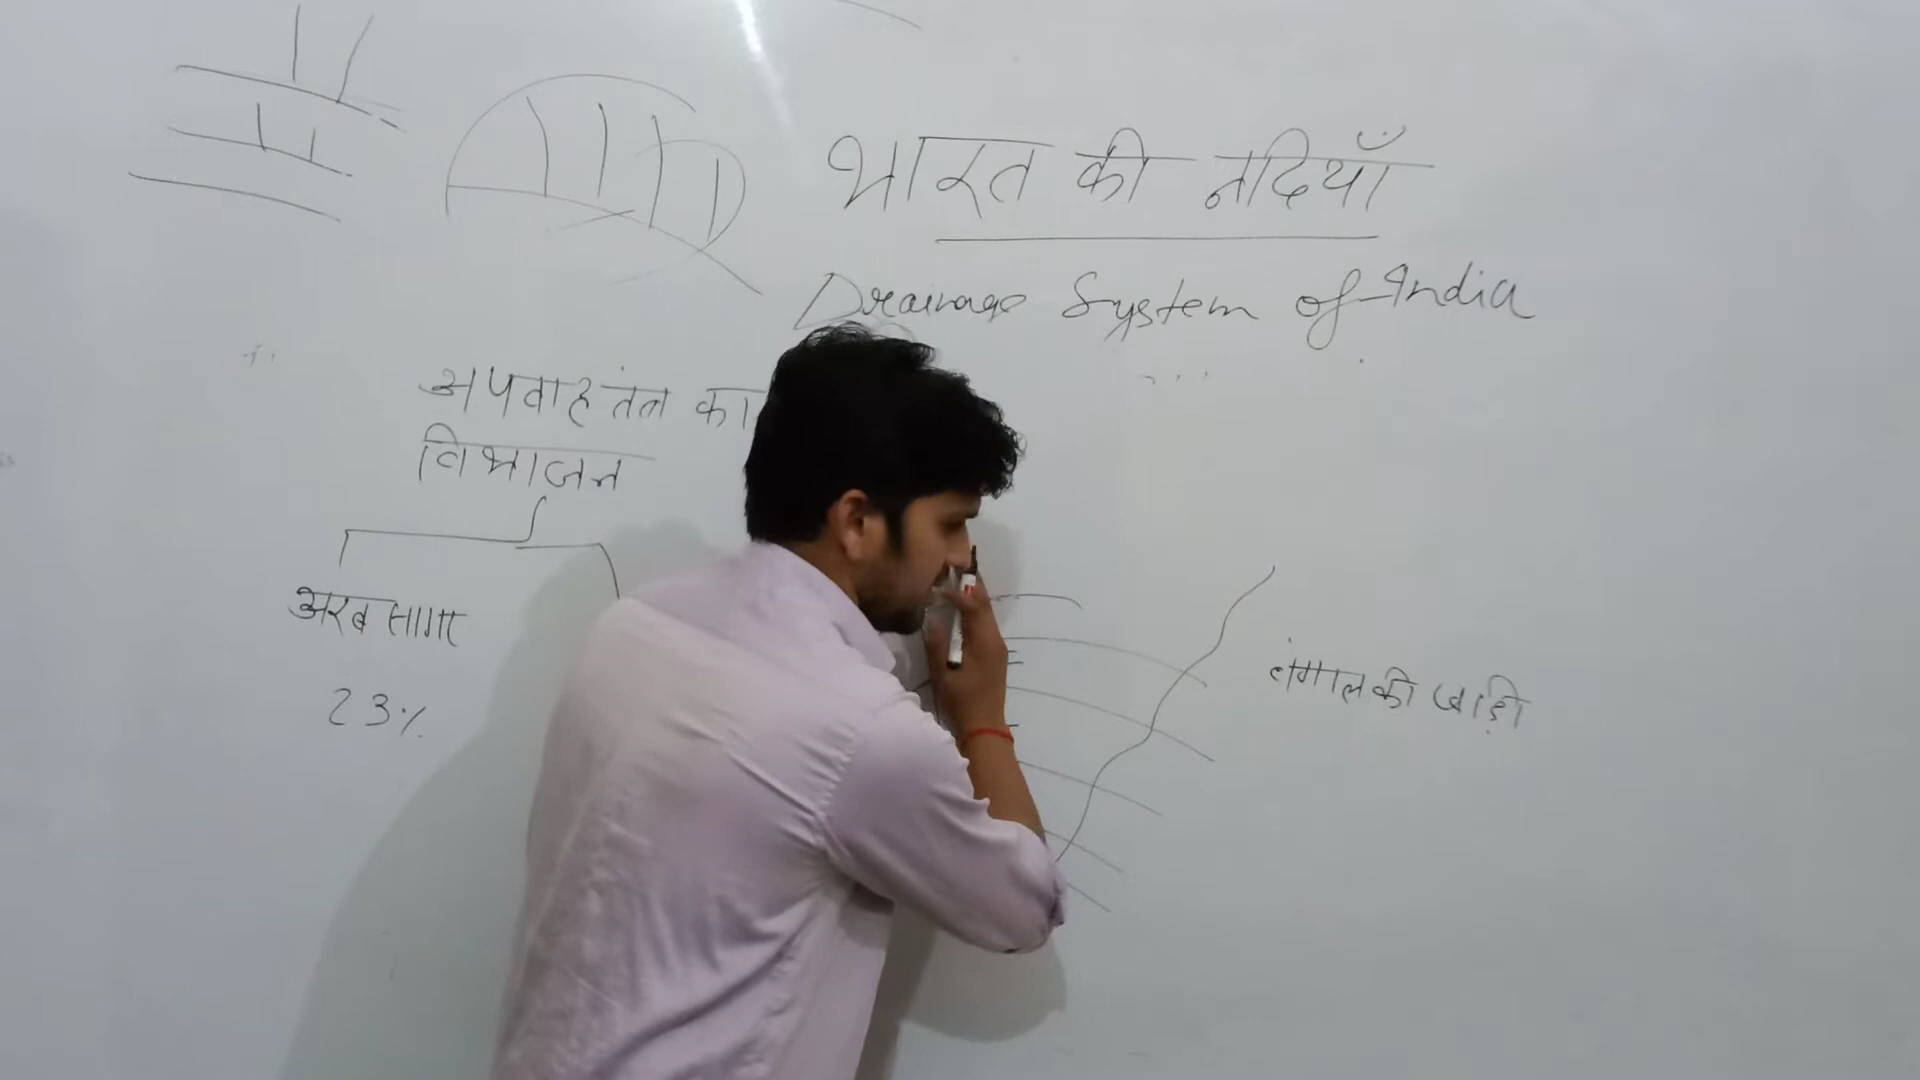 भारत की नदियाँ
Drainage System of India
अपवाह तंत्र का
विभाजन
अरब सागर
23%
बंगाल की खाड़ी